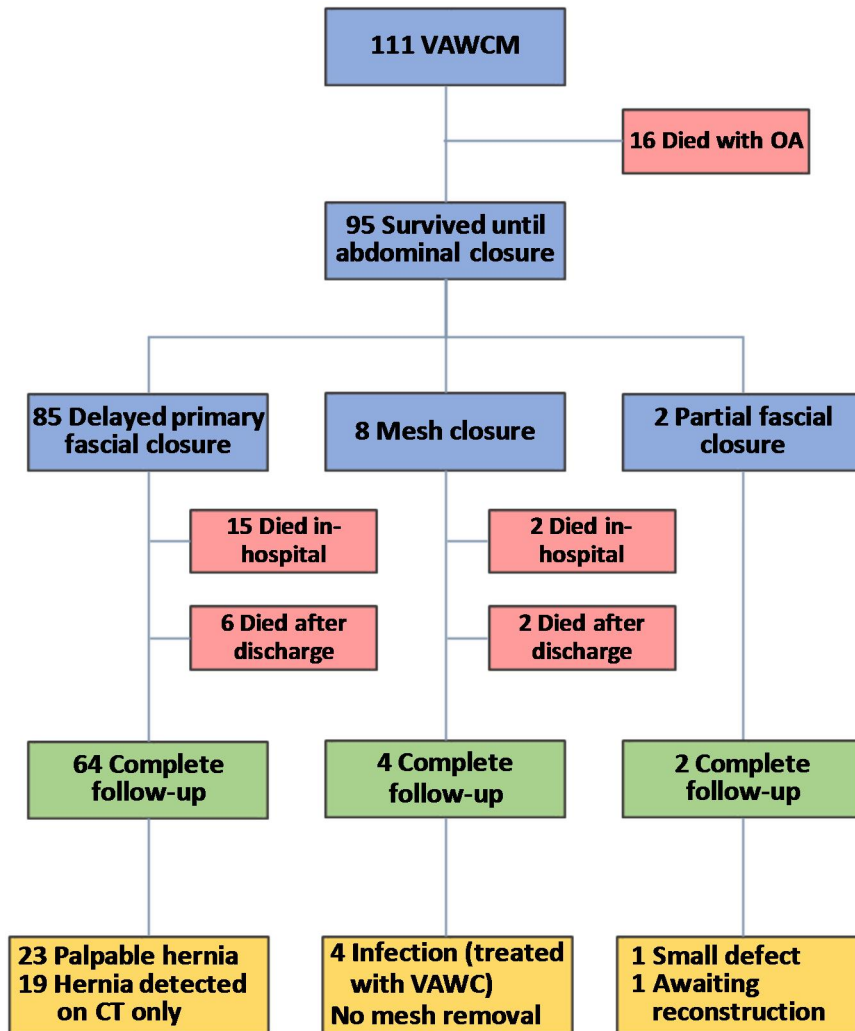 111 VAWCM
16 Died with OA
95 Survived until
abdominal closure
85 Delayed primary
fascial closure
8 Mesh closure
2 Partial fascial
closure
15 Died in-
hospital
2 Died in-
hospital
6 Died after
discharge
2 Died after
discharge
64 Complete
follow-up
4 Complete
follow-up
2 Complete
follow-up
23 Palpable hernia
19 Hernia detected
on CT only
4 Infection (treated
with VAWC)
No mesh removal
1 Small defect
1 Awaiting
reconstruction